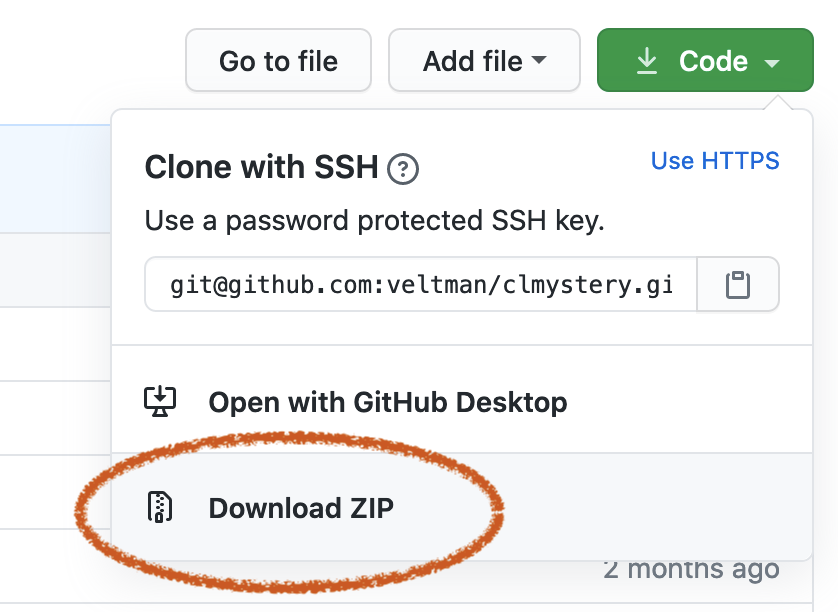 Go to file
Add file
Code
Clone with SSH ?
Use HTTPS
Use a password protected SSH key.
git@github.com:veltman/clmystery.gi
Open with GitHub Desktop
Download ZIP
2 months ago